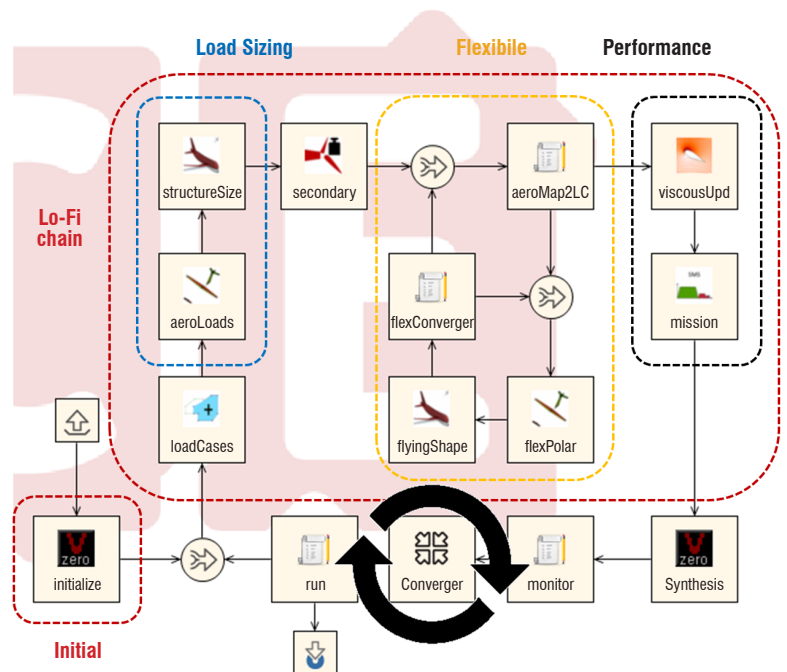 Load Sizing
Flexibile
Performance
structureSize
secondary
aeroMap2LC
viscousUpd
Lo-Fi
chain
aeroLoads
flexConverger
SMS
mission
loadCases
flyingShape
flexPolar
zero
initialize
run
Converger
monitor
zero
Synthesis
Initial